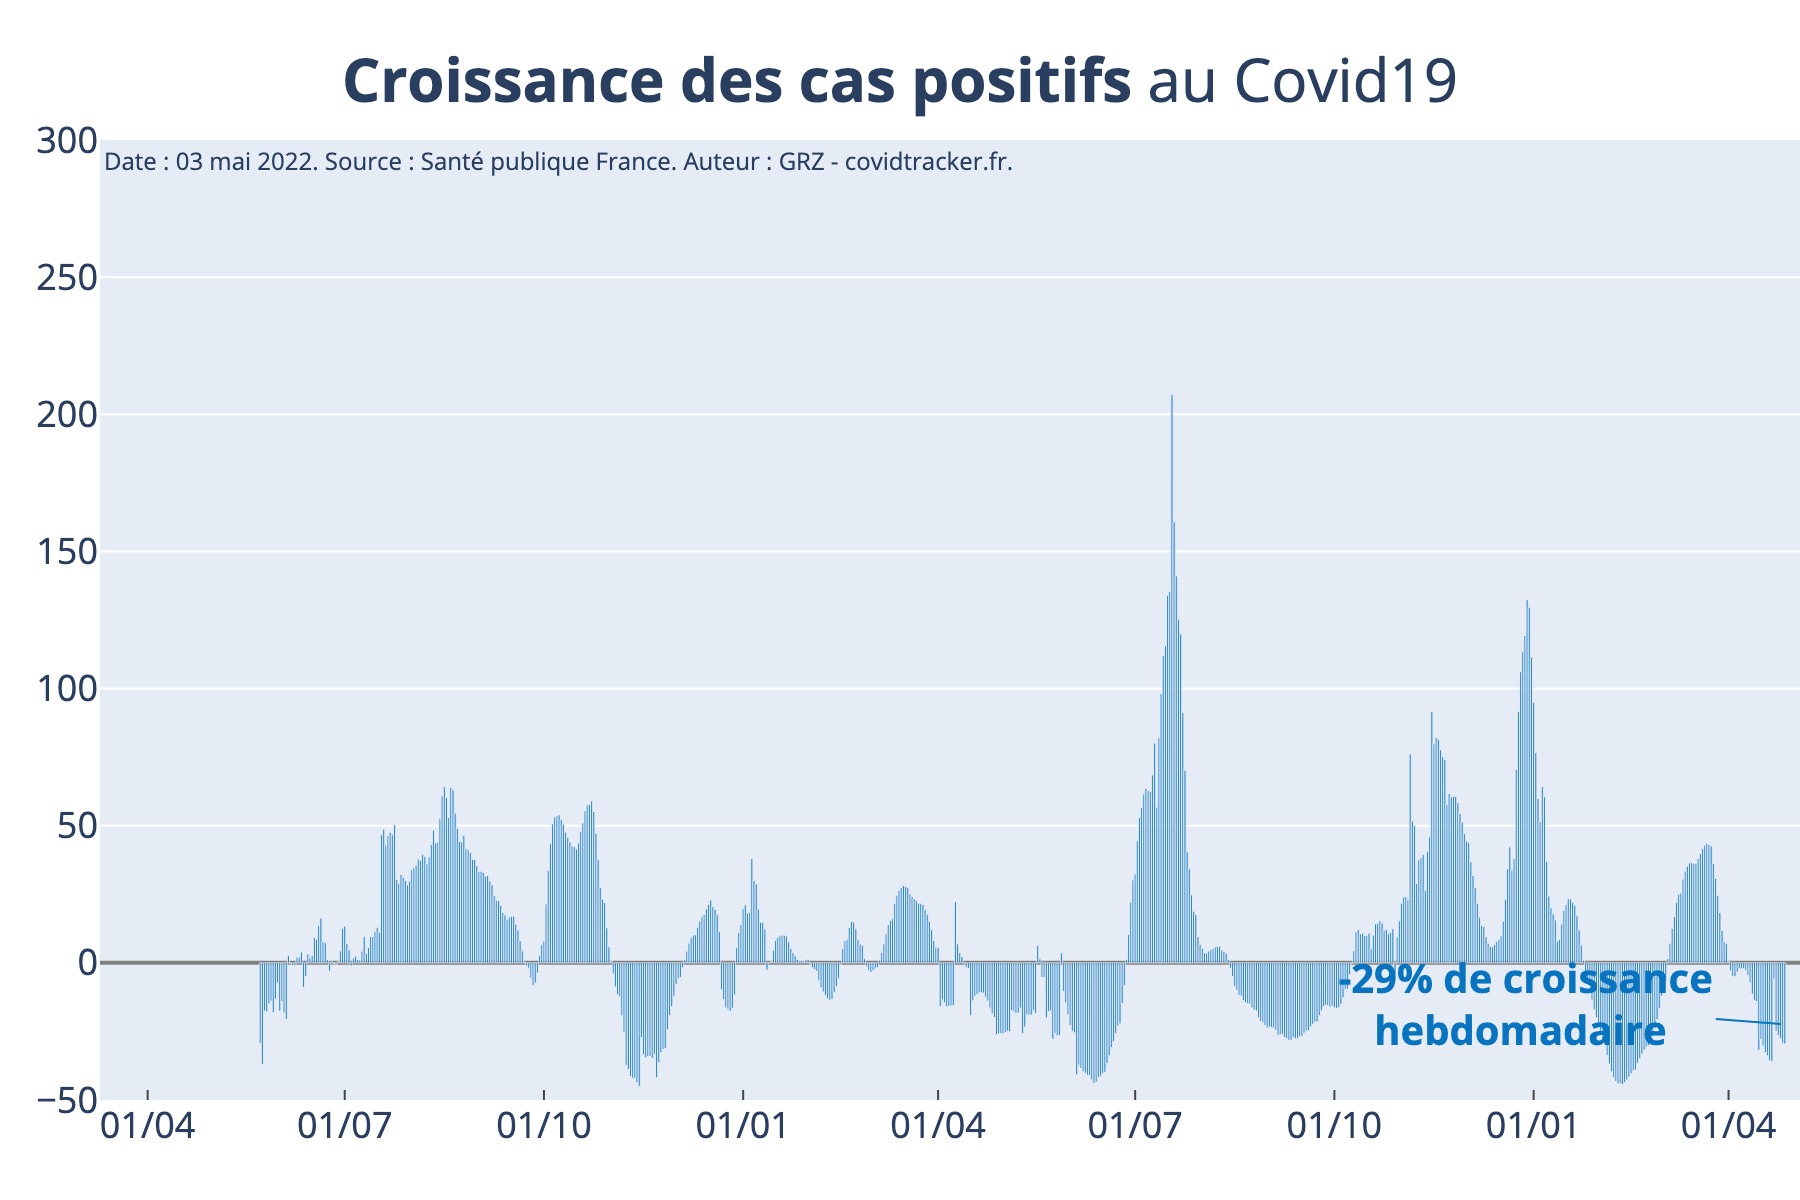 Croissance des cas positifs au Covid19
300
Date : 03 mai 2022. Source : Santé publique France. Auteur : GRZ - covidtracker.fr.
250
200
150
100
50
0
-29% de croissance
hebdomadaire
−50
01/04 01/07 01/10 01/01 01/04 01/07 01/10 01/01 01/04